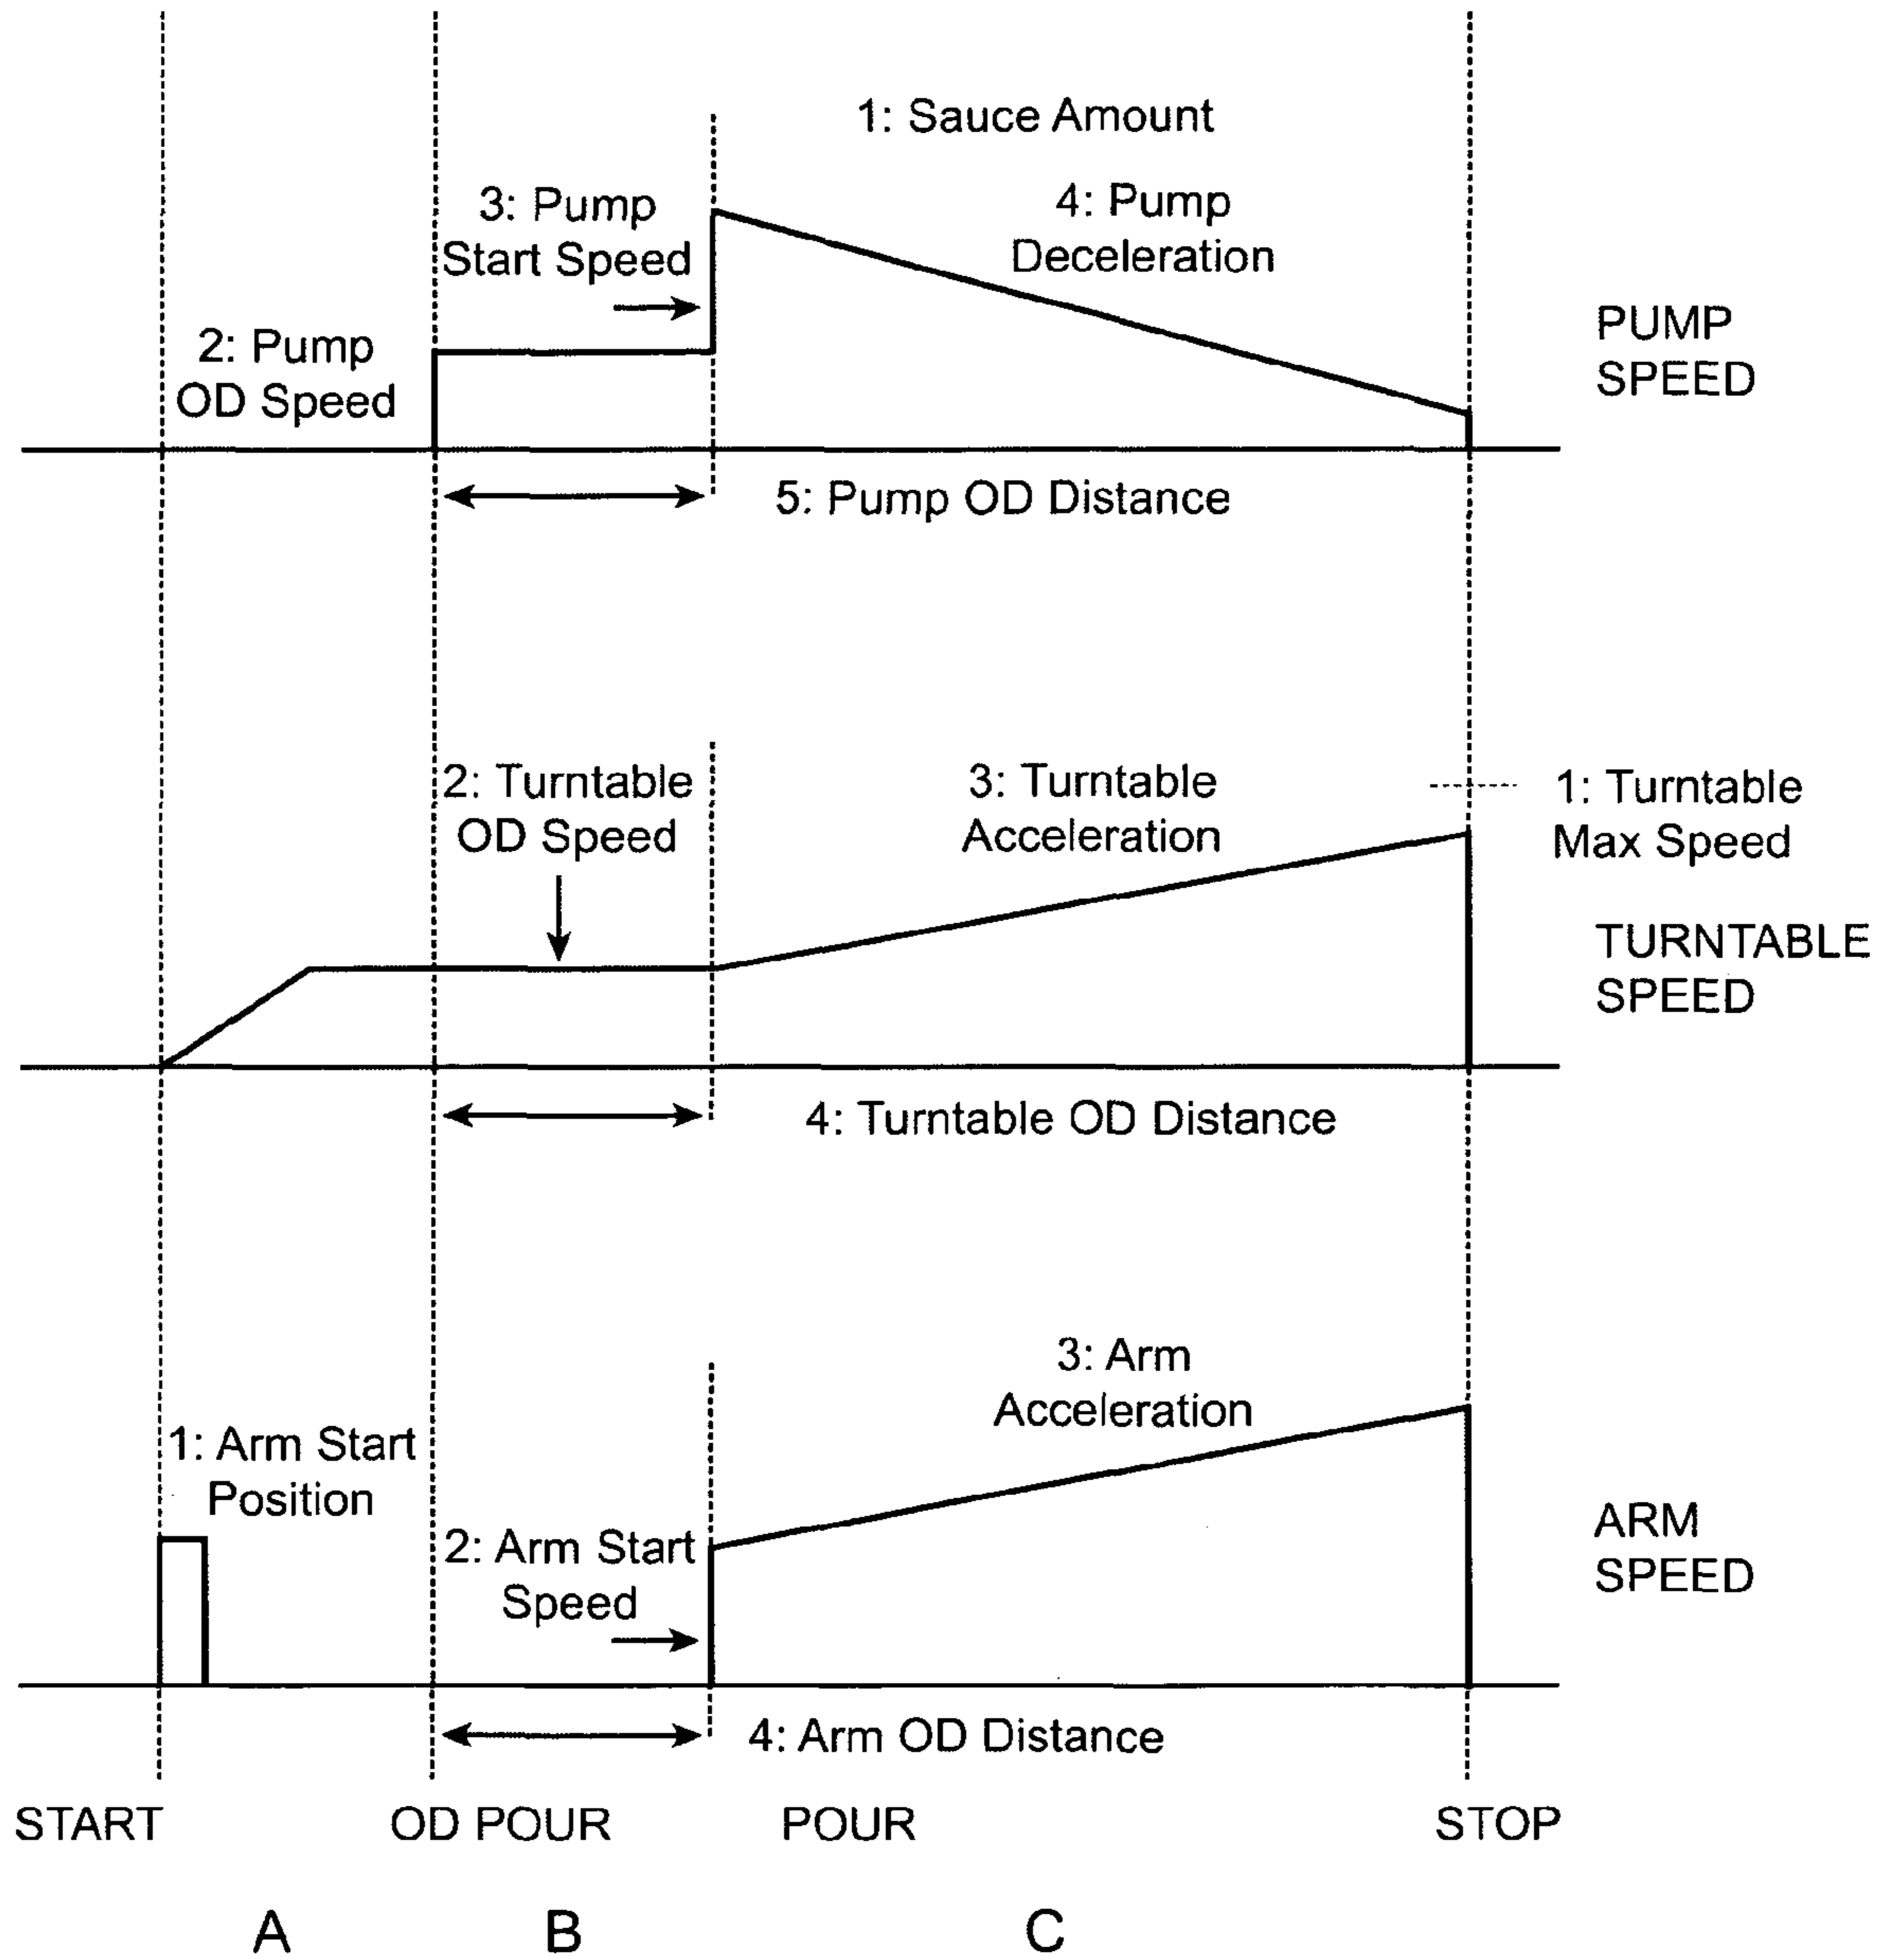 1: Sauce Amount
3: Pump
Start Speed
4: Pump
Deceleration
2: Pump
OD Speed
PUMP
SPEED
5: Pump OD Distance
2: Turntable
OD Speed
3: Turntable
Acceleration
1: Turntable
Max Speed
TURNTABLE
SPEED
4: Turntable OD Distance
3: Arm
Acceleration
1: Arm Start
Position
2: Arm Start
Speed
ARM
SPEED
4: Arm OD Distance
START
OD POUR
POUR
STOP
A
B
C